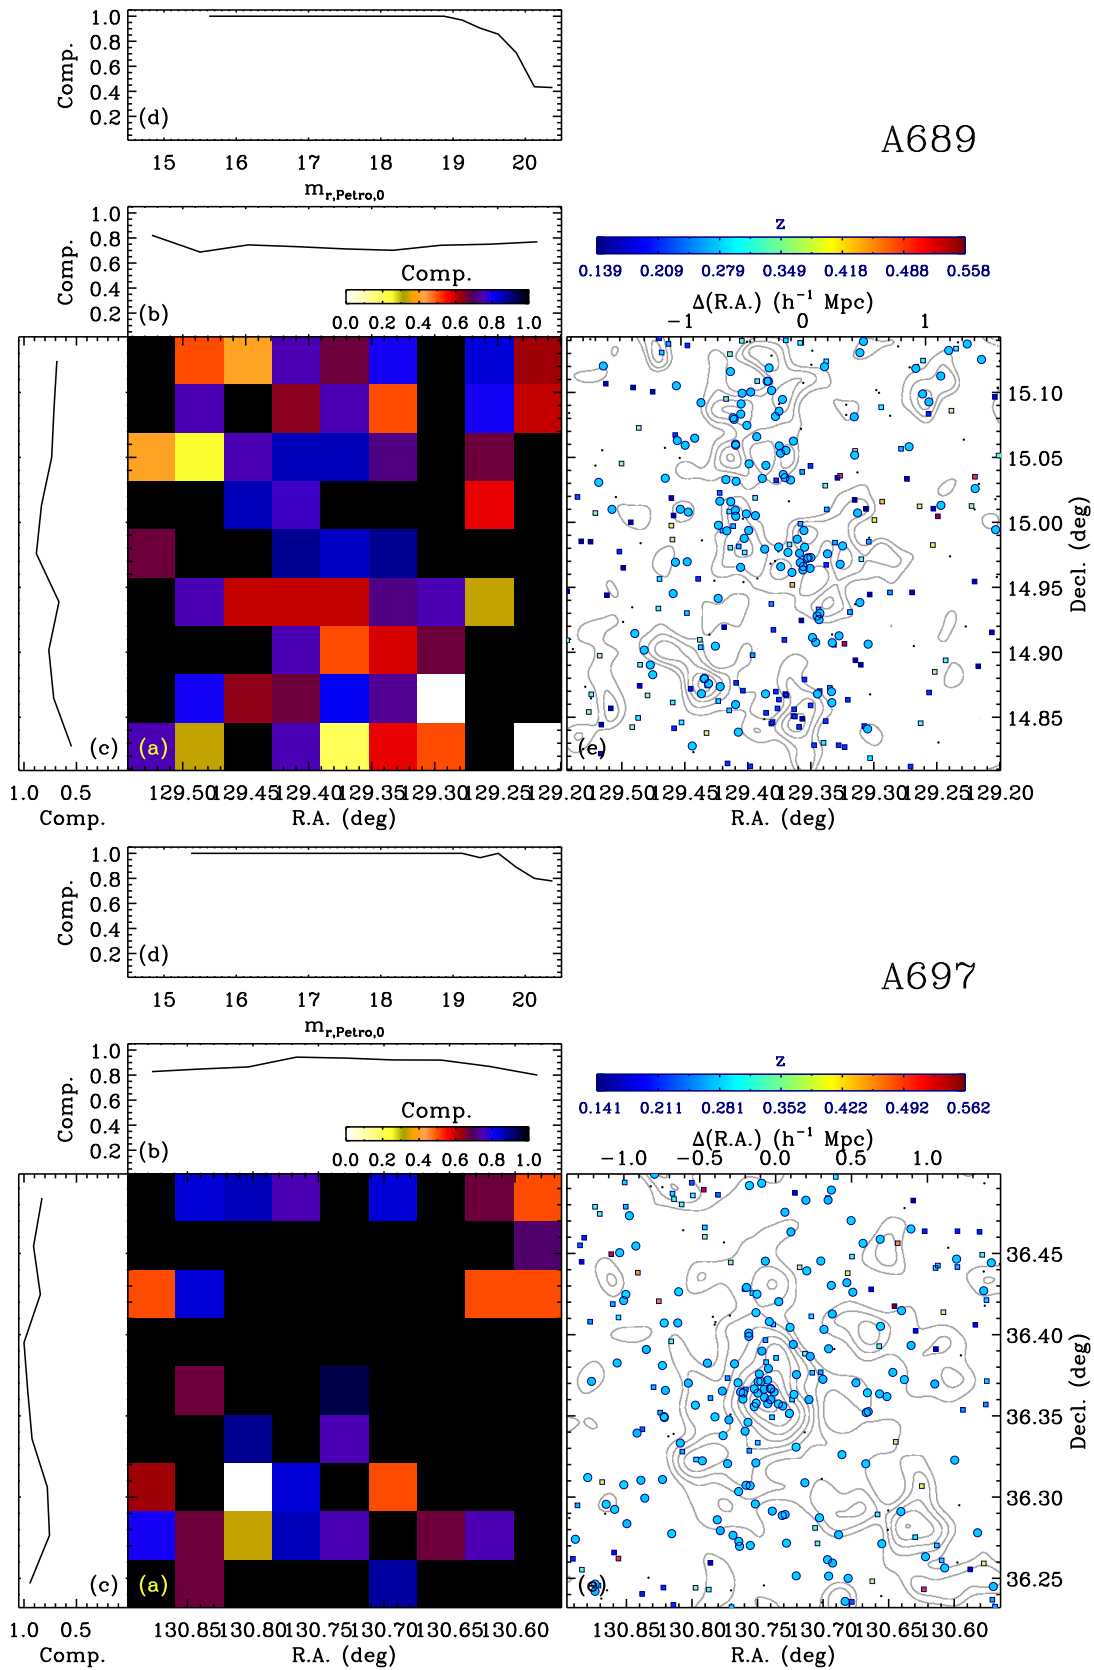 1.0
0.8
0.6
0.4
0.2
Comp.
(d)
15 16 17 18 19 20
m_r,Petro,0
A689
1.0
0.8
0.6
0.4
0.2
Comp.
(b)
Comp.
0.0 0.2 0.4 0.6 0.8 1.0
z
0.139 0.209 0.279 0.349 0.418 0.488 0.558
Δ(R.A.) (h⁻¹ Mpc)
−1 0 1
(c)
(a)
(e)
15.10
15.05
15.00
14.95
14.90
14.85
Decl. (deg)
1.0 0.5
Comp.
129.50 129.45 129.40 129.35 129.30 129.25 129.20
R.A. (deg)
129.50 129.45 129.40 129.35 129.30 129.25 129.20
R.A. (deg)
1.0
0.8
0.6
0.4
0.2
Comp.
(d)
15 16 17 18 19 20
m_r,Petro,0
A697
1.0
0.8
0.6
0.4
0.2
Comp.
(b)
Comp.
0.0 0.2 0.4 0.6 0.8 1.0
z
0.141 0.211 0.281 0.352 0.422 0.492 0.562
Δ(R.A.) (h⁻¹ Mpc)
−1.0 −0.5 0.0 0.5 1.0
(c)
(a)
(e)
36.45
36.40
36.35
36.30
36.25
Decl. (deg)
1.0 0.5
Comp.
130.85 130.80 130.75 130.70 130.65 130.60
R.A. (deg)
130.85 130.80 130.75 130.70 130.65 130.60
R.A. (deg)